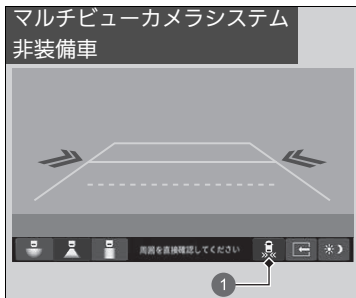 マルチビューカメラシステム
非装備車
周囲を直接確認してください
1